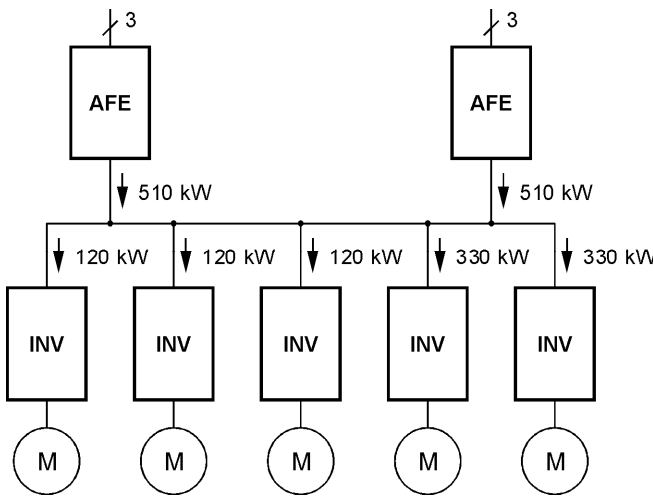 3 3
AFE AFE
510 kW 510 kW
120 kW 120 kW 120 kW 330 kW 330 kW
INV INV INV INV INV
M M M M M